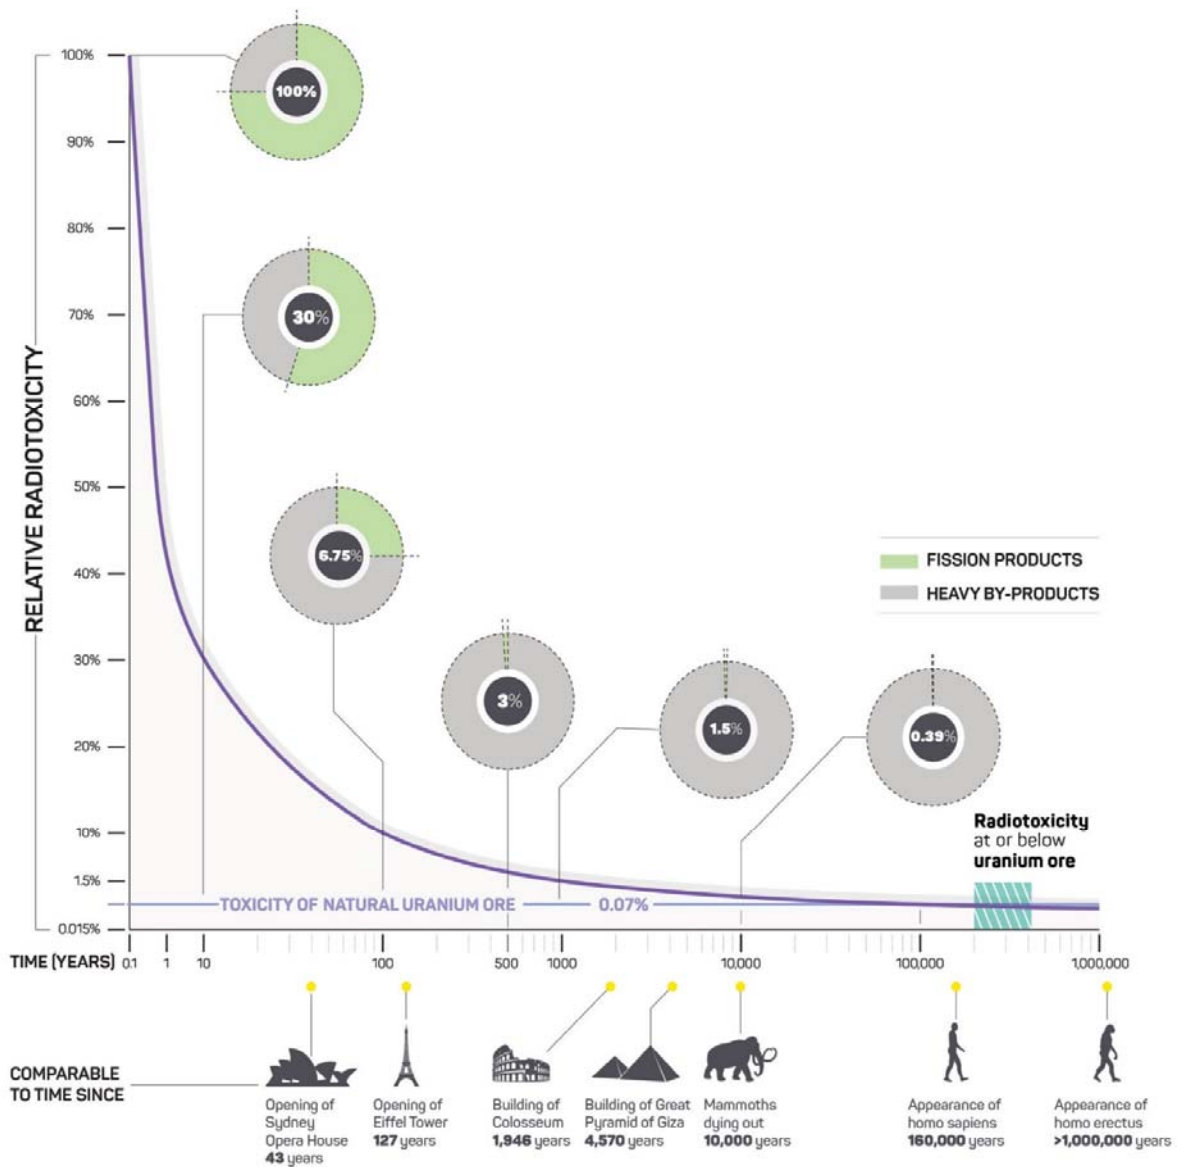 RELATIVE RADIOTOXICITY
100%
90%
80%
70%
60%
50%
40%
30%
20%
10%
1.5%
0.015%
100%
30%
6.75%
3%
1.5%
0.39%
FISSION PRODUCTS
HEAVY BY-PRODUCTS
Radiotoxicity
at or below
uranium ore
TOXICITY OF NATURAL URANIUM ORE
0.07%
TIME (YEARS)
0.1
1
10
100
500
1000
10,000
100,000
1,000,000
COMPARABLE
TO TIME SINCE
Opening of
Sydney
Opera House
43 years
Opening of
Eiffel Tower
127 years
Building of
Colosseum
1,946 years
Building of Great
Pyramid of Giza
4,570 years
Mammoths
dying out
10,000 years
Appearance of
homo sapiens
160,000 years
Appearance of
homo erectus
>1,000,000 years